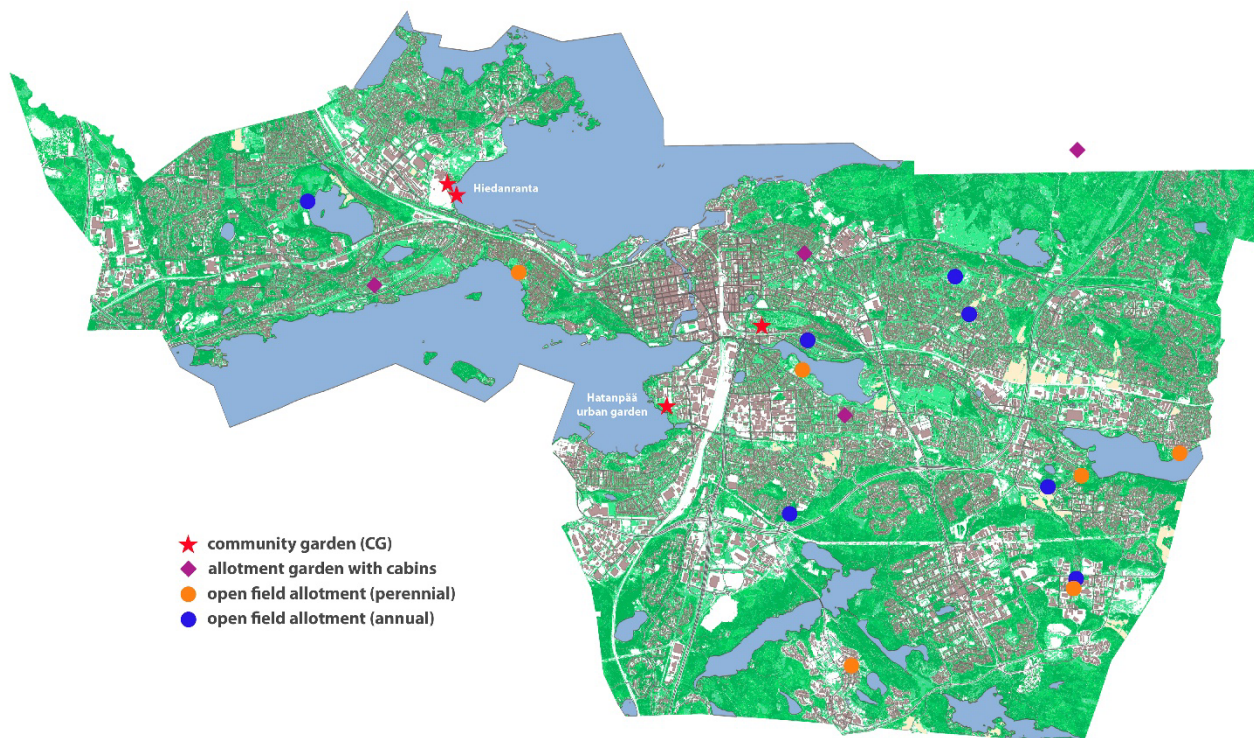 Hiedanranta
Hatanpää
urban garden
community garden (CG)
allotment garden with cabins
open field allotment (perennial)
open field allotment (annual)